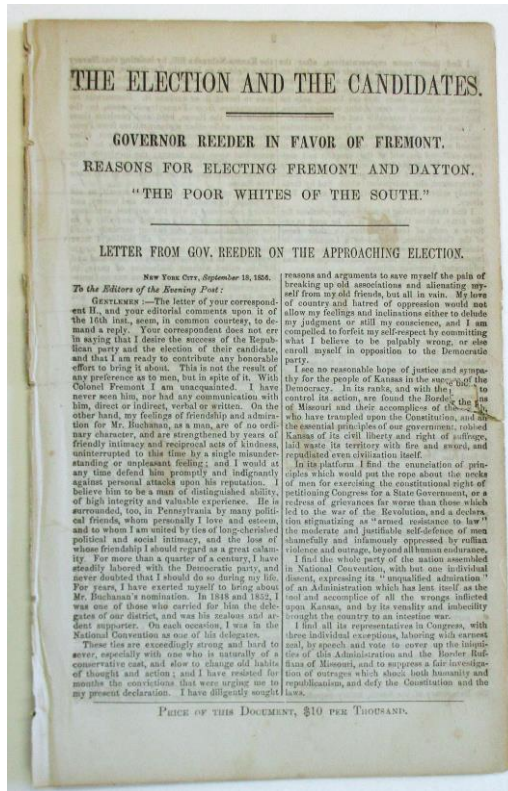 THE ELECTION AND THE CANDIDATES.
GOVERNOR REEDER IN FAVOR OF FREMONT.
REASONS FOR ELECTING FREMONT AND DAYTON.
"THE POOR WHITES OF THE SOUTH."
LETTER FROM GOV. REEDER ON THE APPROACHING ELECTION.
NEW YORK CITY, September 18, 1856.
To the Editors of the Evening Post:
GENTLEMEN:—The letter of your correspond-
ent H., and your editorial comments upon it of
the 16th inst., seem, in common courtesy, to de-
mand a reply. Your correspondent does not err
in saying that I desire the success of the Repub-
lican party and the election of their candidate,
and that I am ready to contribute any honorable
effort to bring it about. This is not the result of
any preference as to men, but in spite of it. With
Colonel Fremont I am unacquainted. I have
never seen him, nor had any communication with
him, direct or indirect, verbal or written. On the
other hand, my feelings of friendship and admira-
tion for Mr. Buchanan, as a man, are of no ordi-
nary character, and are strengthened by years of
friendly intimacy and reciprocal acts of kindness,
uninterrupted to this time by a single misunder-
standing or unpleasant feeling; and I would at
any time defend him promptly and indignantly
against personal attacks upon his reputation. I
believe him to be a man of distinguished ability,
of high integrity and valuable experience. He is
surrounded, too, in Pennsylvania by many politi-
cal friends, whom personally I love and esteem,
and to whom I am united by ties of long-cherished
political and social intimacy, and the loss of
whose friendship I should regard as a great calam-
ity. For more than a quarter of a century, I have
steadily labored with the Democratic party, and
never doubted that I should do so during my life.
For years, I have exerted myself to bring about
Mr. Buchanan's nomination. In 1848 and 1852, I
was one of those who carried for him the dele-
gates of our district, and was his zealous and ar-
dent supporter. On each occasion, I was in the
National Convention as one of his delegates.
These ties are exceedingly strong and hard to
sever, especially with one who is naturally of a
conservative cast, and slow to change old habits
of thought and action; and I have resisted for
months the convictions that were urging me to
my present declaration. I have diligently sought
reasons and arguments to save myself the pain of
breaking up old associations and alienating my-
self from my old friends, but all in vain. My love
of country and hatred of oppression would not
allow my feelings and inclinations either to delude
my judgment or still my conscience, and I am
compelled to forfeit my self-respect by committing
what I believe to be palpably wrong, or else
enroll myself in opposition to the Democratic
party.
I see no reasonable hope of justice and sympa-
thy for the people of Kansas in the success of the
Democracy. In its ranks, and with the to
control its action, are found the Border
of Missouri and their accomplices of the
who have trampled upon the Constitution, and
the essential principles of our government, robbed
Kansas of its civil liberty and right of suffrage,
laid waste its territory with fire and sword, and
repudiated even civilization itself.
In its platform I find the enunciation of prin-
ciples which would put the rope about the necks
of men for exercising the constitutional right of
petitioning Congress for a State Government, or a
redress of grievances far worse than those which
led to the war of the Revolution, and a declara-
tion stigmatizing as "armed resistance to law"
the moderate and justifiable self-defence of men
shamefully and infamously oppressed by ruffian
violence and outrage, beyond all human endurance.
I find the whole party of the nation assembled
in National Convention, with but one individual
dissent, expressing its "unqualified admiration"
of an Administration which has lent itself as the
tool and accomplice of all the wrongs inflicted
upon Kansas, and by its venality and imbecility
brought the country to an intestine war.
I find all its representatives in Congress, with
three individual exceptions, laboring with earnest
zeal, by speech and vote to cover up the iniqui-
ties of this Administration and the Border Ruf-
fians of Missouri, and to suppress a fair investiga-
tion of outrages which shock both humanity and
republicanism, and defy the Constitution and the
laws.
PRICE OF THIS DOCUMENT, $10 PER THOUSAND.